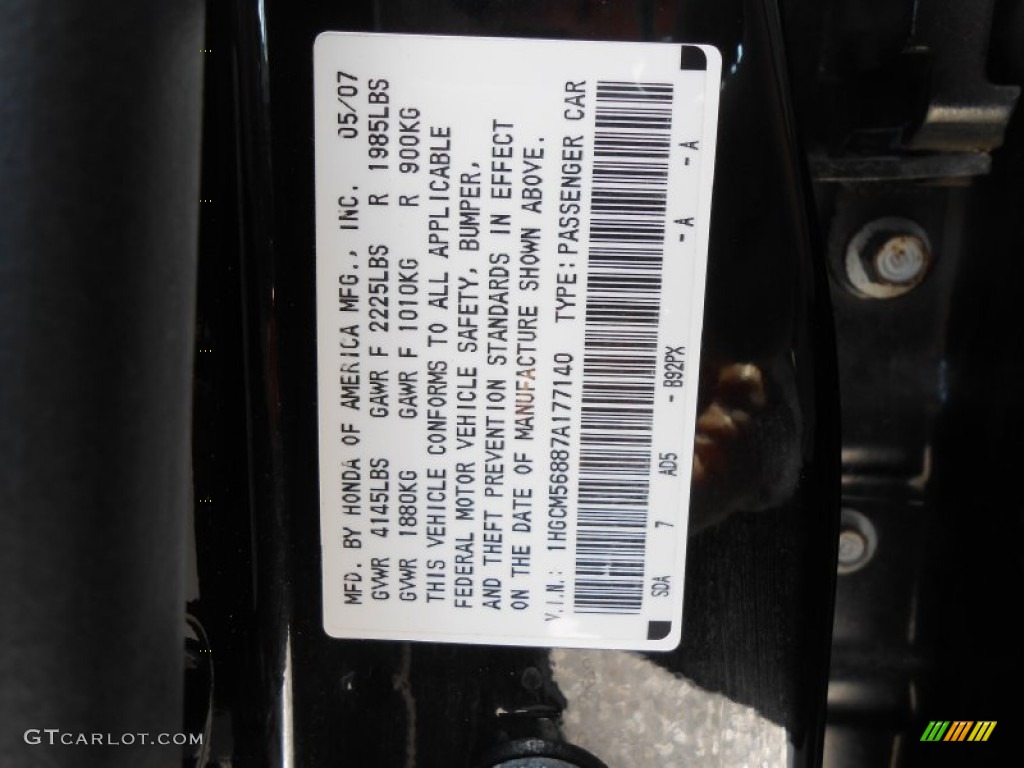 MFD. BY HONDA OF AMERICA MFG., INC. 05/07
GVWR 4145LBS GAWR F 2225LBS R 1985LBS
GVWR 1880KG GAWR F 1010KG R 900KG
THIS VEHICLE CONFORMS TO ALL APPLICABLE
FEDERAL MOTOR VEHICLE SAFETY, BUMPER,
AND THEFT PREVENTION STANDARDS IN EFFECT
ON THE DATE OF MANUFACTURE SHOWN ABOVE.
V.I.N.: 1HGCM56887A177140 TYPE: PASSENGER CAR
SDA 7 AD5 - B92PX - A - A
GTCARLOT.COM